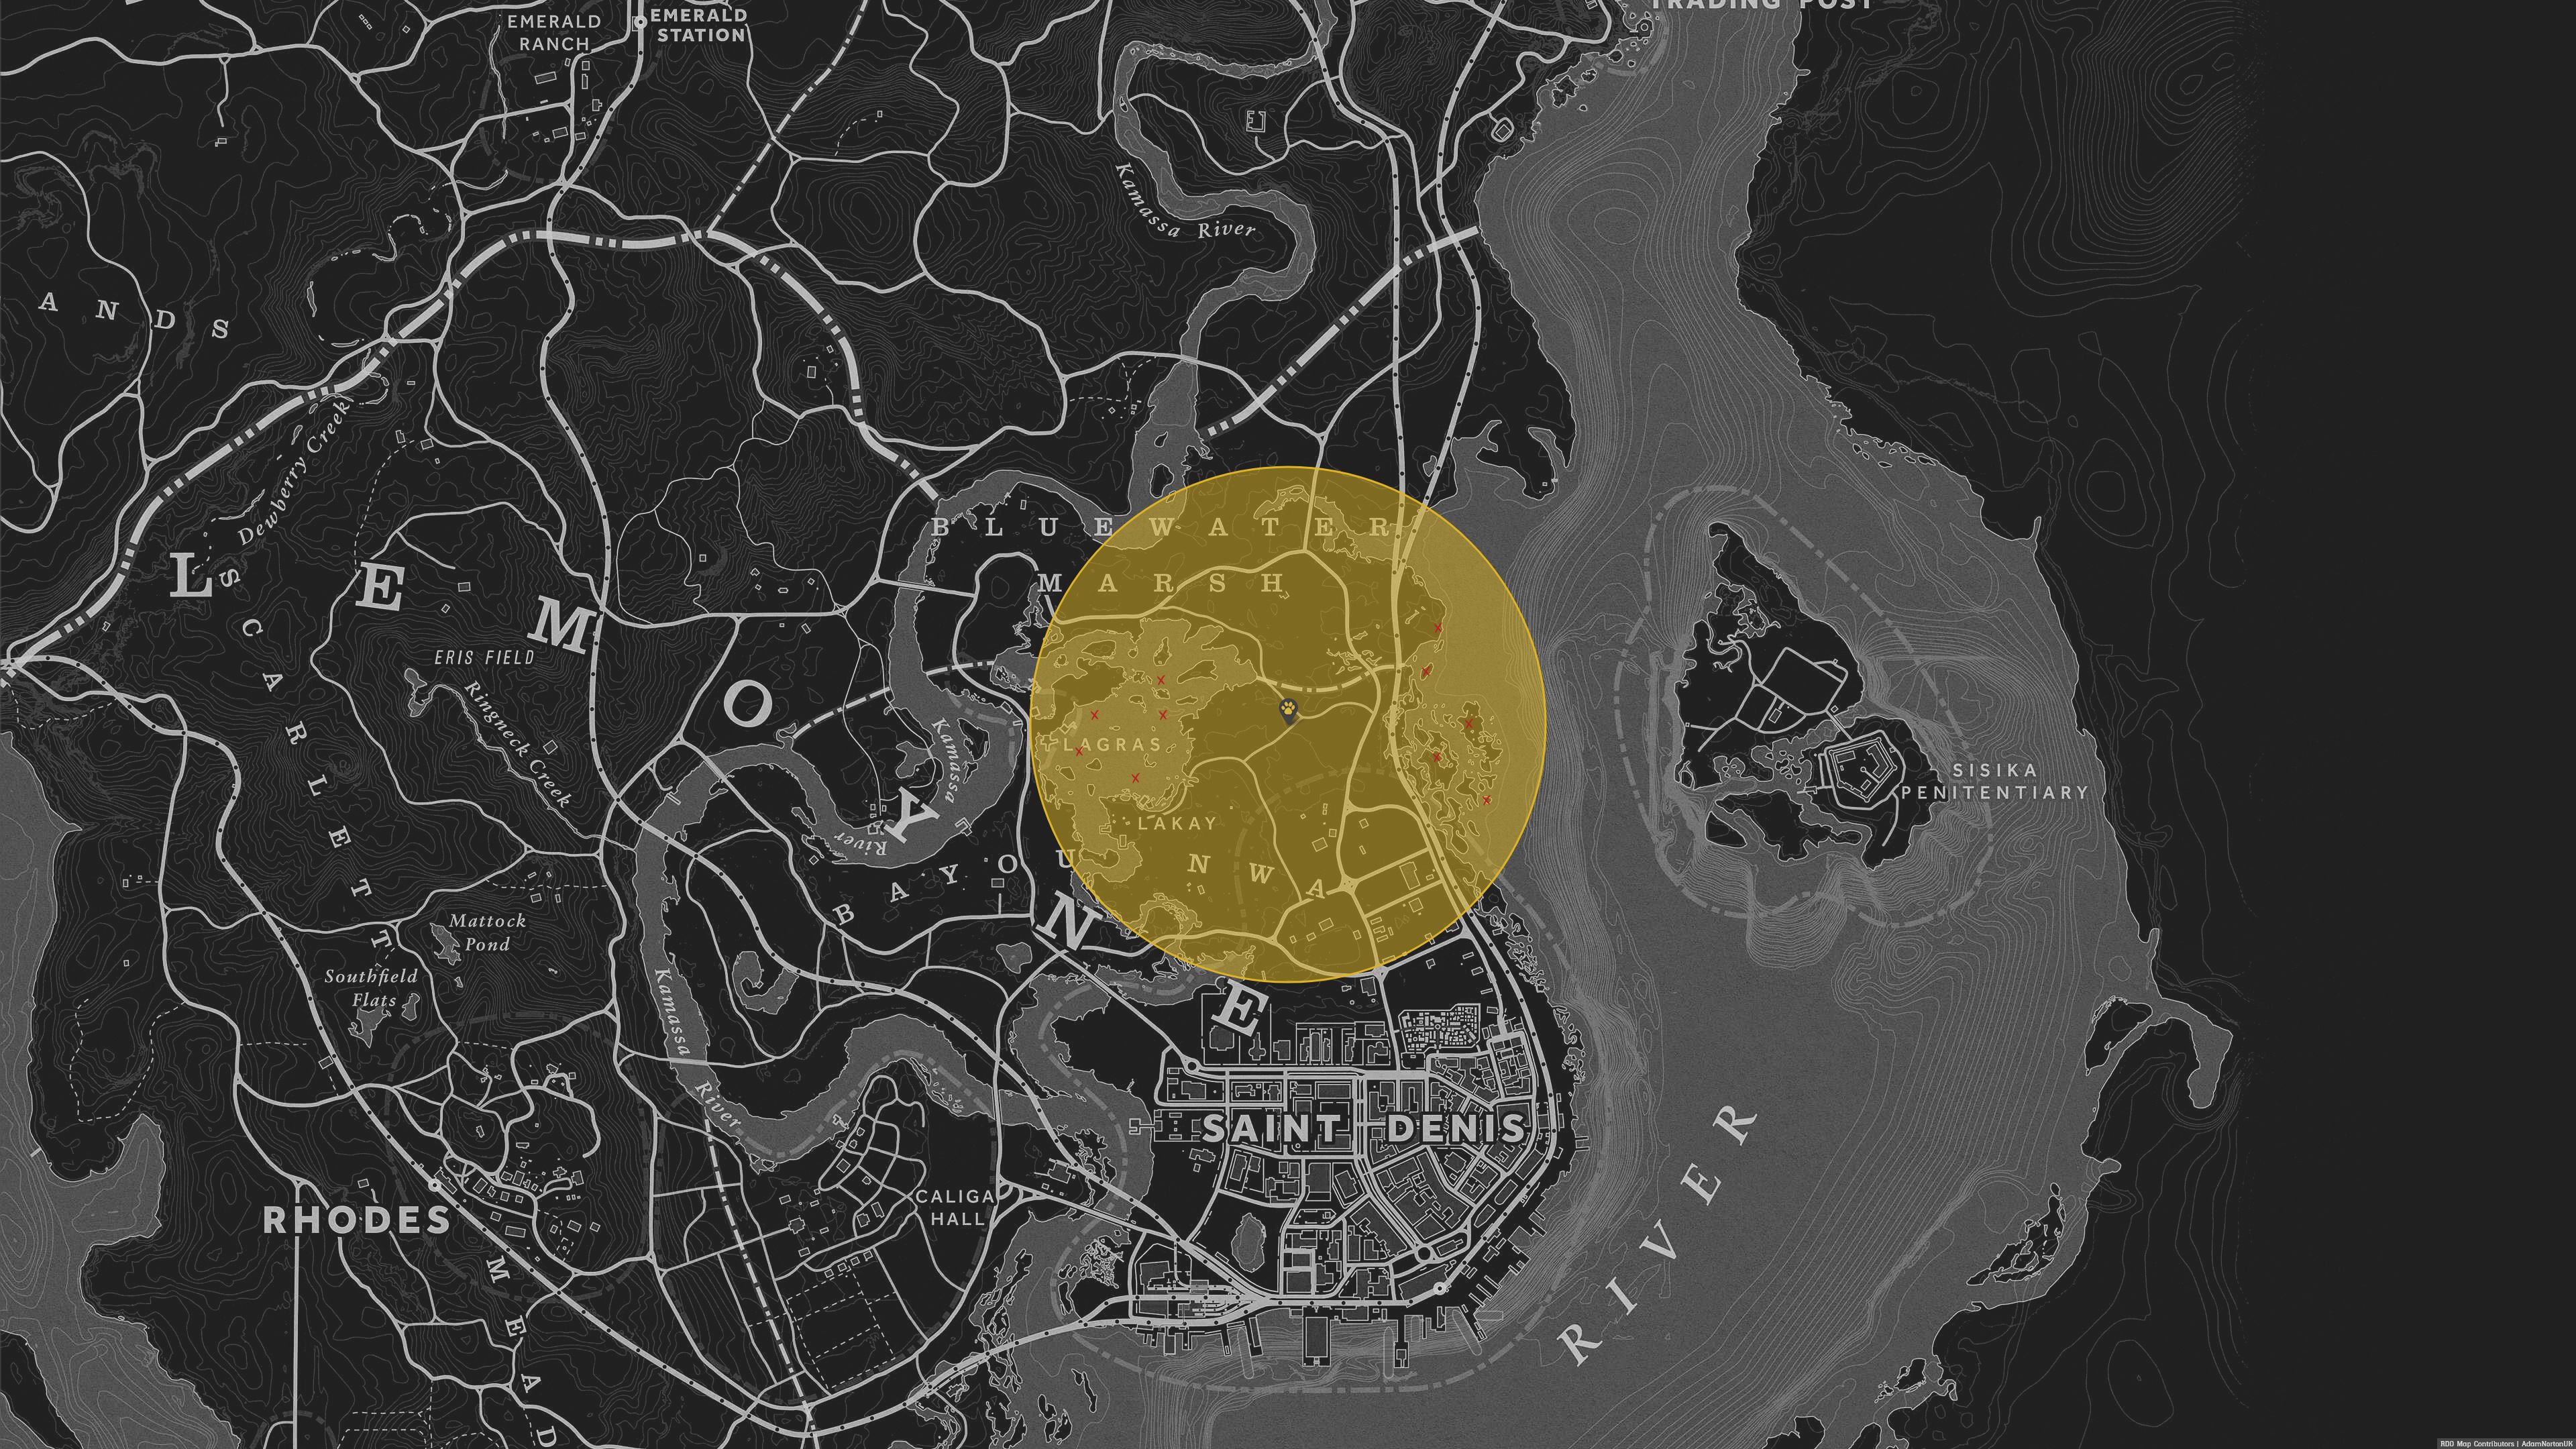 TRADING POST
EMERALD
RANCH
EMERALD
STATION
Kamassa River
ANDS
Dewberry Creek
BLUEWATER
MARSH
LEMOYNE
SCARLETT
MEAD
ERIS FIELD
Ringneck Creek
Kamassa
River
LAGRAS
LAKAY
BAYOU NWA
SISIKA
PENITENTIARY
Mattock
Pond
Southfield
Flats
Kamassa
River
SAINT DENIS
RIVER
CALIGA
HALL
RHODES
RDO Map Contributors | AdamNortonUK